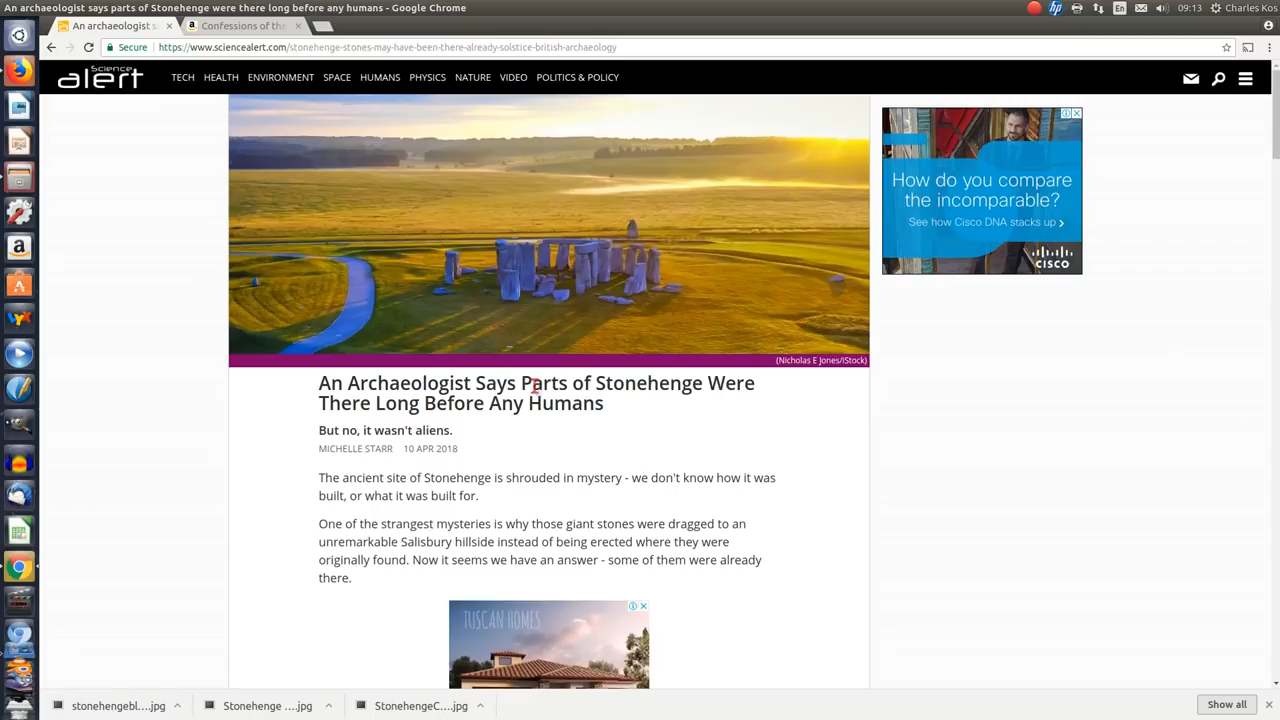 An archaeologist says parts of Stonehenge were there long before any humans - Google Chrome
En
09:13
Charles Kos
An archaeologist s
Confessions of the
Secure
https://www.sciencealert.com/stonehenge-stones-may-have-been-there-already-solstice-british-archaeology
Science
alert
TECH HEALTH ENVIRONMENT SPACE HUMANS PHYSICS NATURE VIDEO POLITICS & POLICY
How do you compare
the incomparable?
See how Cisco DNA stacks up
CISCO
(Nicholas E Jones/iStock)
An Archaeologist Says Parts of Stonehenge Were
There Long Before Any Humans
But no, it wasn't aliens.
MICHELLE STARR 10 APR 2018
The ancient site of Stonehenge is shrouded in mystery - we don't know how it was
built, or what it was built for.
One of the strangest mysteries is why those giant stones were dragged to an
unremarkable Salisbury hillside instead of being erected where they were
originally found. Now it seems we have an answer - some of them were already
there.
TUSCAN HOMES
stonehengebl....jpg
Stonehenge ....jpg
StonehengeC....jpg
Show all